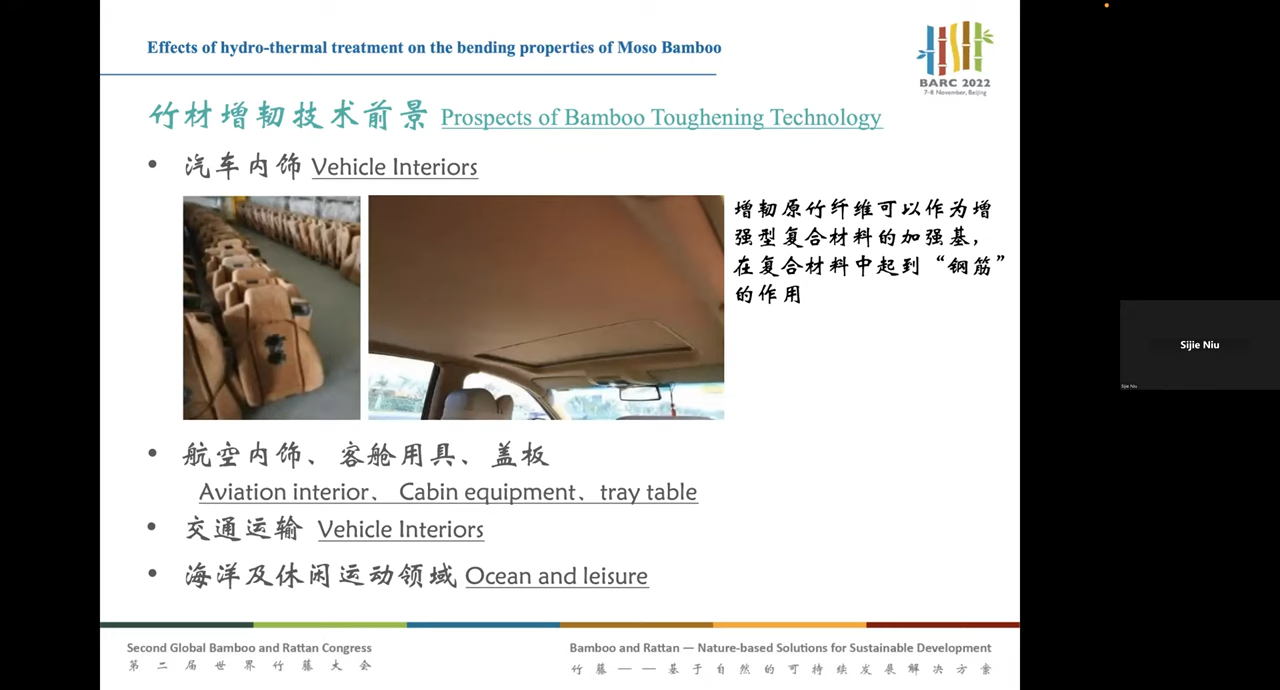 Effects of hydro-thermal treatment on the bending properties of Moso Bamboo
BARC 2022
7-8 November, Beijing
竹材增韧技术前景 Prospects of Bamboo Toughening Technology
• 汽车内饰 Vehicle Interiors
增韧原竹纤维可以作为增
强型复合材料的加强基，
在复合材料中起到“钢筋”
的作用
• 航空内饰、客舱用具、盖板
Aviation interior、 Cabin equipment、tray table
• 交通运输 Vehicle Interiors
• 海洋及休闲运动领域 Ocean and leisure
Second Global Bamboo and Rattan Congress
第二届世界竹藤大会
Bamboo and Rattan — Nature-based Solutions for Sustainable Development
竹藤——基于自然的可持续发展解决方案
Sijie Niu
Sijie Niu